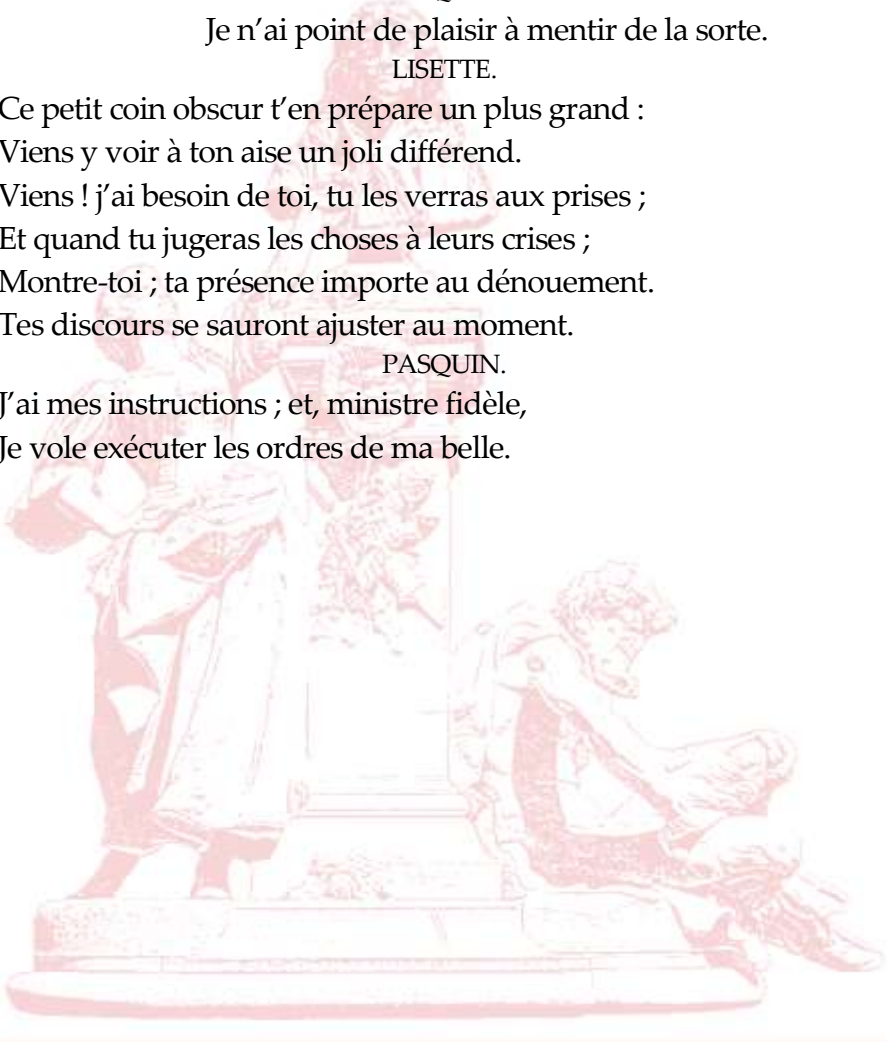 Je n’ai point de plaisir à mentir de la sorte.
LISETTE.
Ce petit coin obscur t’en prépare un plus grand :
Viens y voir à ton aise un joli différend.
Viens ! j’ai besoin de toi, tu les verras aux prises ;
Et quand tu jugeras les choses à leurs crises ;
Montre-toi ; ta présence importe au dénouement.
Tes discours se sauront ajuster au moment.
PASQUIN.
J’ai mes instructions ; et, ministre fidèle,
Je vole exécuter les ordres de ma belle.